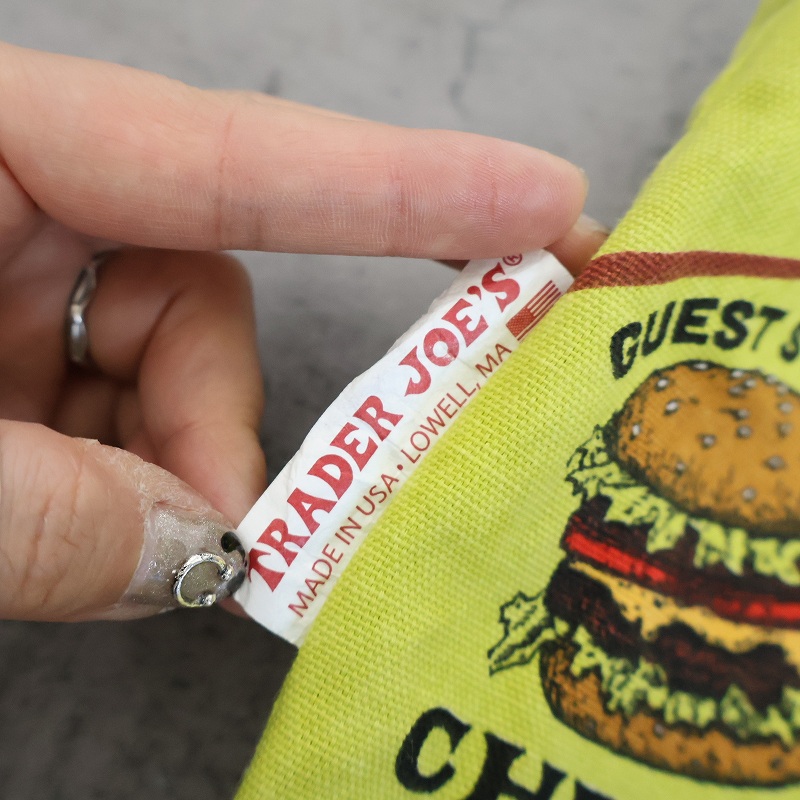 TRADER JOE'S®
MADE IN USA • LOWELL, MA
GUEST